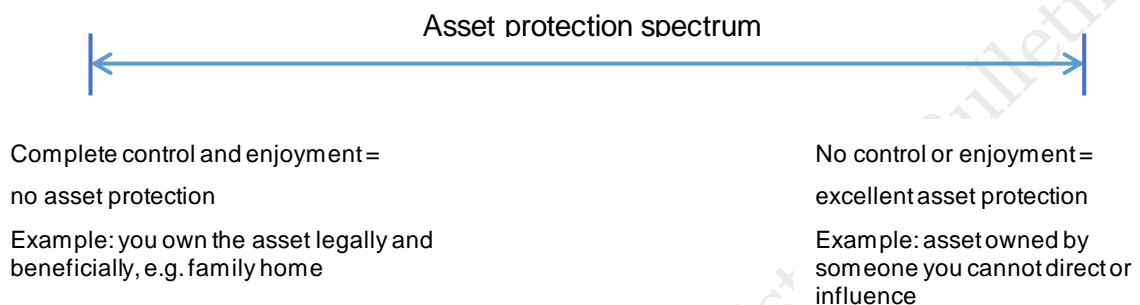 Asset protection spectrum
Complete control and enjoyment =
no asset protection
Example: you own the asset legally and
beneficially, e.g. family home
No control or enjoyment =
excellent asset protection
Example: asset owned by
someone you cannot direct or
influence